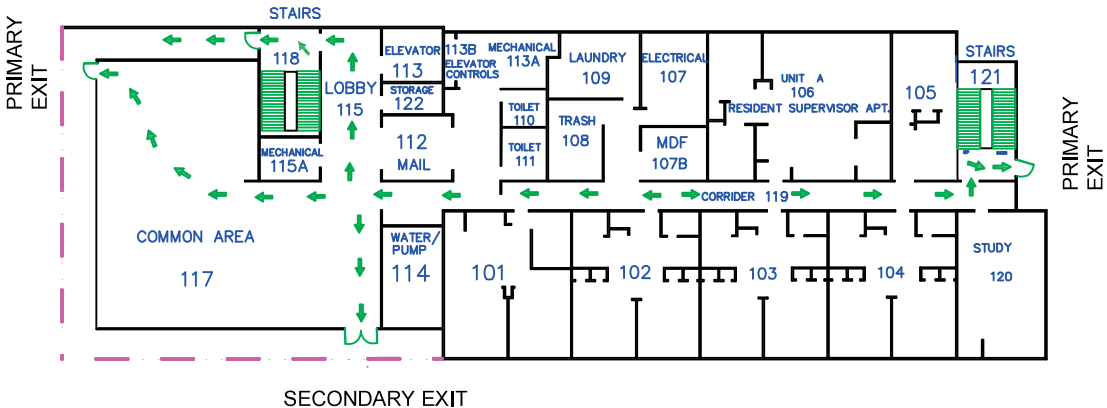 STAIRS
PRIMARY
EXIT
118
LOBBY
115
ELEVATOR
113
113B
ELEVATOR
CONTROLS
MECHANICAL
113A
STORAGE
122
LAUNDRY
109
ELECTRICAL
107
UNIT A
106
RESIDENT SUPERVISOR APT.
105
STAIRS
121
TOILET
110
TOILET
111
TRASH
108
MDF
107B
112
MAIL
MECHANICAL
115A
PRIMARY
EXIT
CORRIDER 119
COMMON AREA
117
WATER/
PUMP
114
101
102
103
104
STUDY
120
SECONDARY EXIT